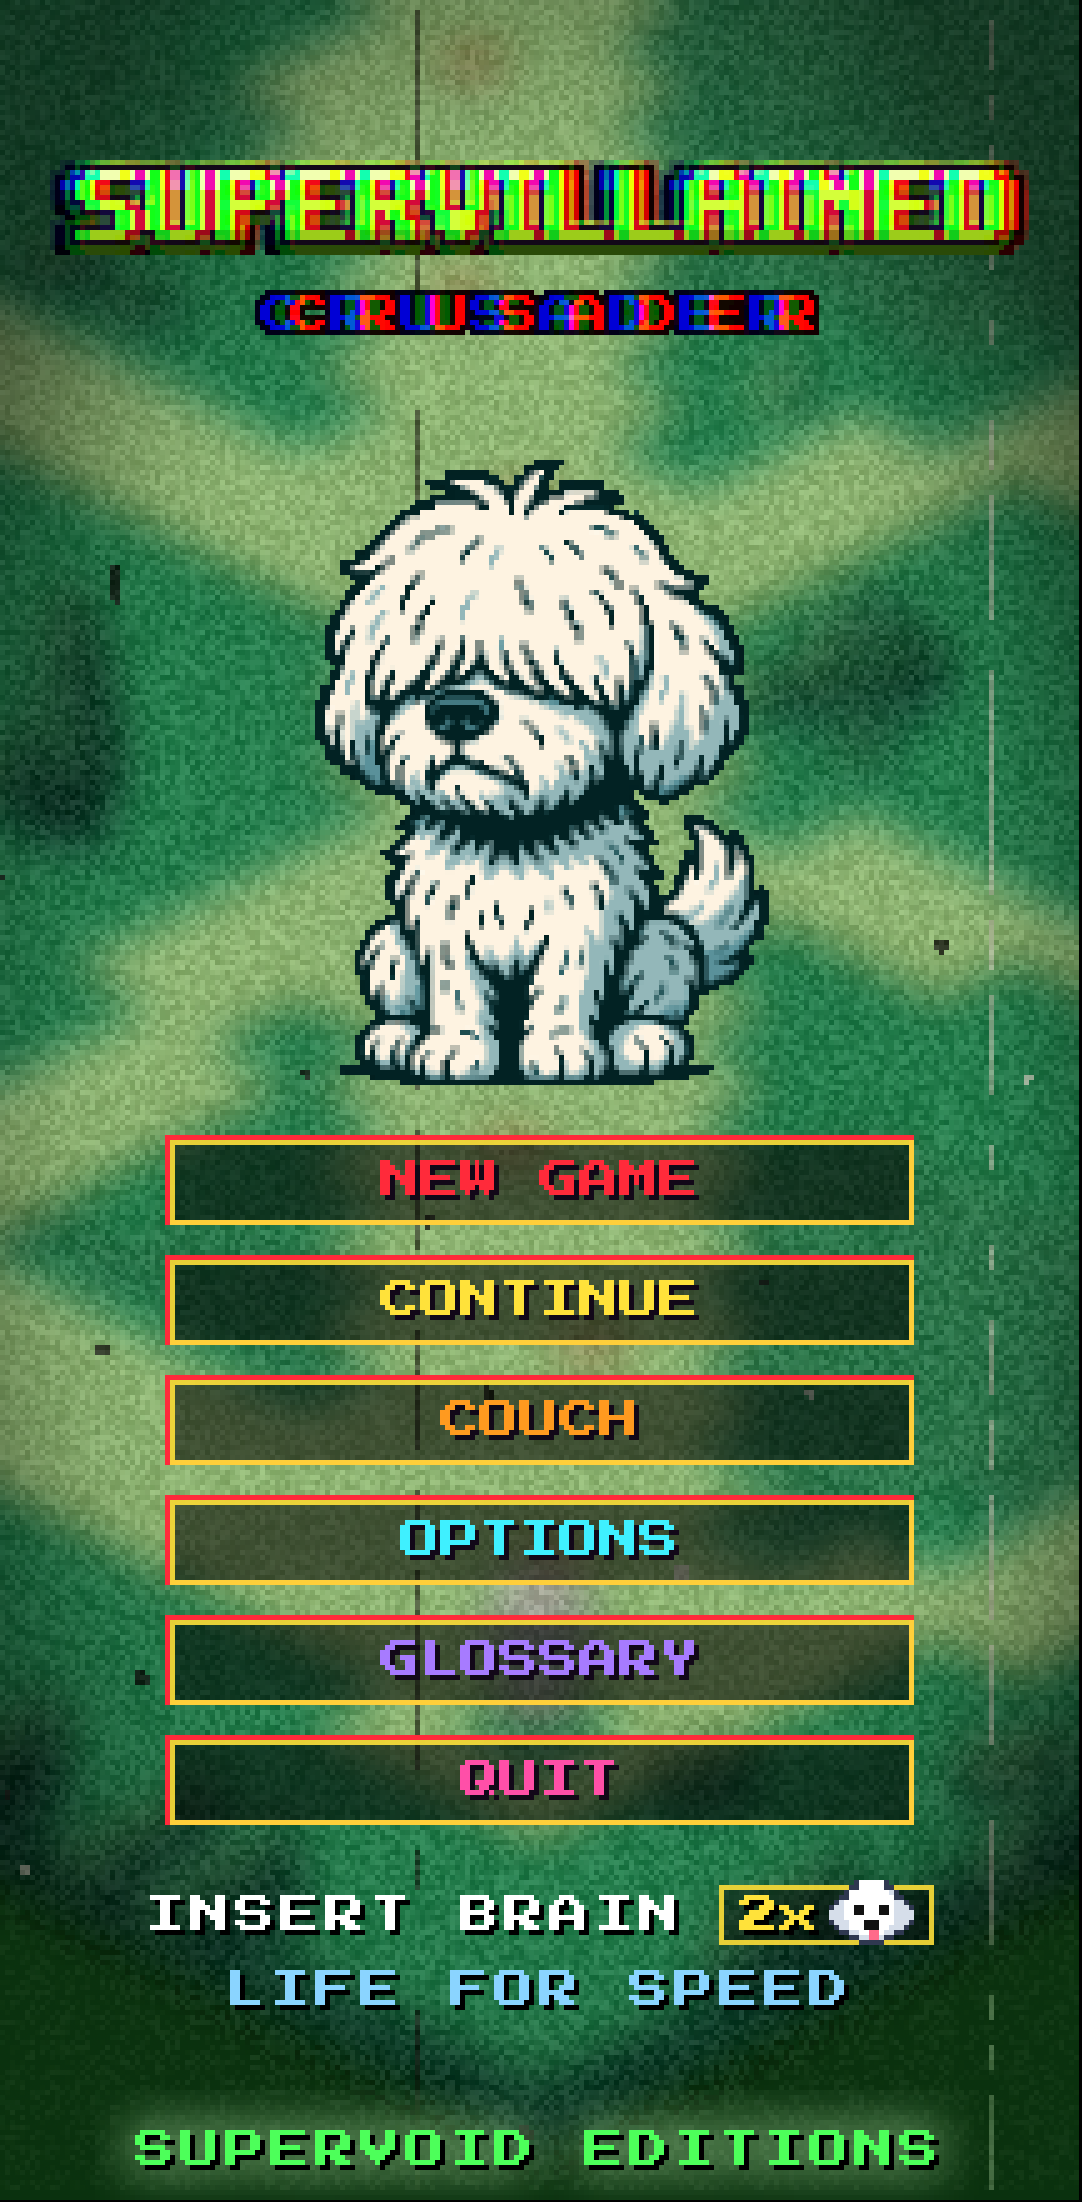 SUPERVILLAINED
CRUSADER
NEW GAME
CONTINUE
COUCH
OPTIONS
GLOSSARY
QUIT
INSERT BRAIN 2x
LIFE FOR SPEED
SUPERVOID EDITIONS